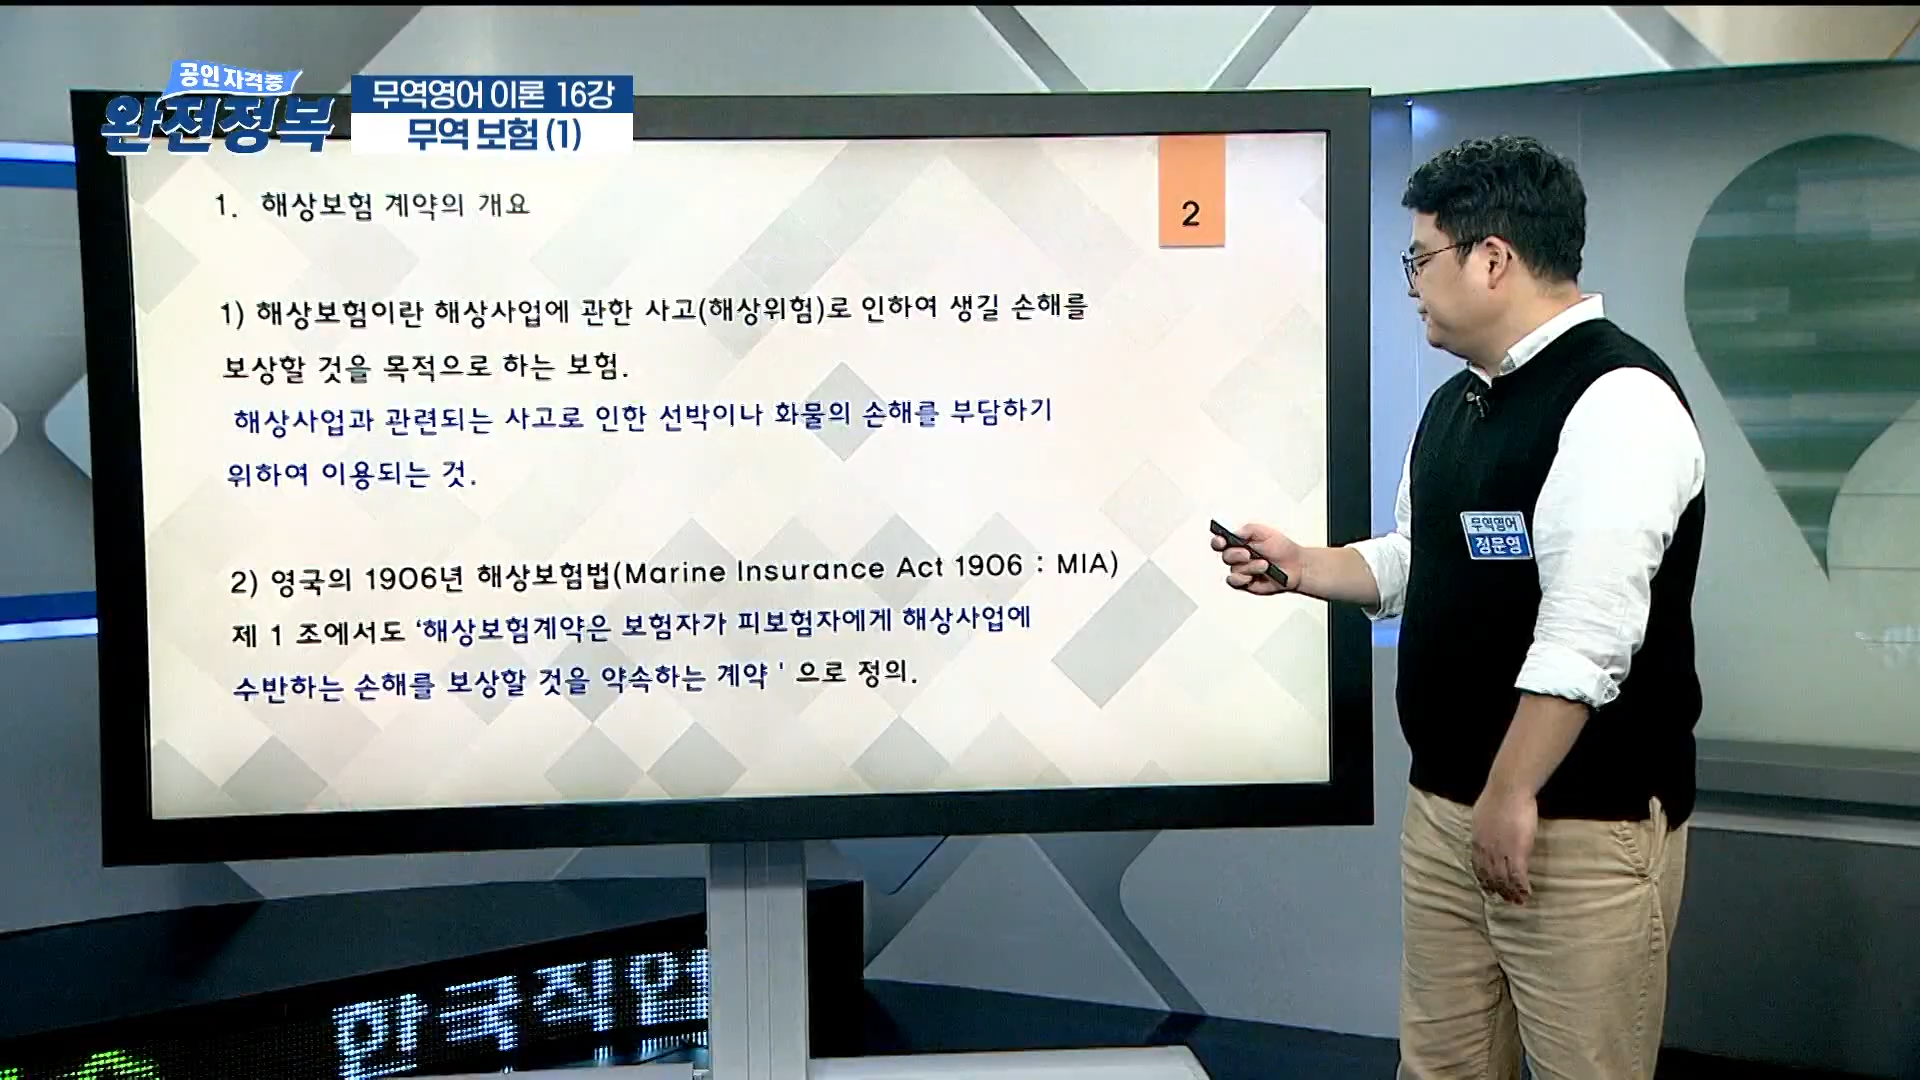 공인 자격증
완전정복
무역영어 이론 16강
무역 보험 (1)
2
1. 해상보험 계약의 개요
1) 해상보험이란 해상사업에 관한 사고(해상위험)로 인하여 생길 손해를
보상할 것을 목적으로 하는 보험.
해상사업과 관련되는 사고로 인한 선박이나 화물의 손해를 부담하기
위하여 이용되는 것.
2) 영국의 1906년 해상보험법(Marine Insurance Act 1906 : MIA)
제 1 조에서도 '해상보험계약은 보험자가 피보험자에게 해상사업에
수반하는 손해를 보상할 것을 약속하는 계약 ' 으로 정의.
무역영어
정문영
한국직업